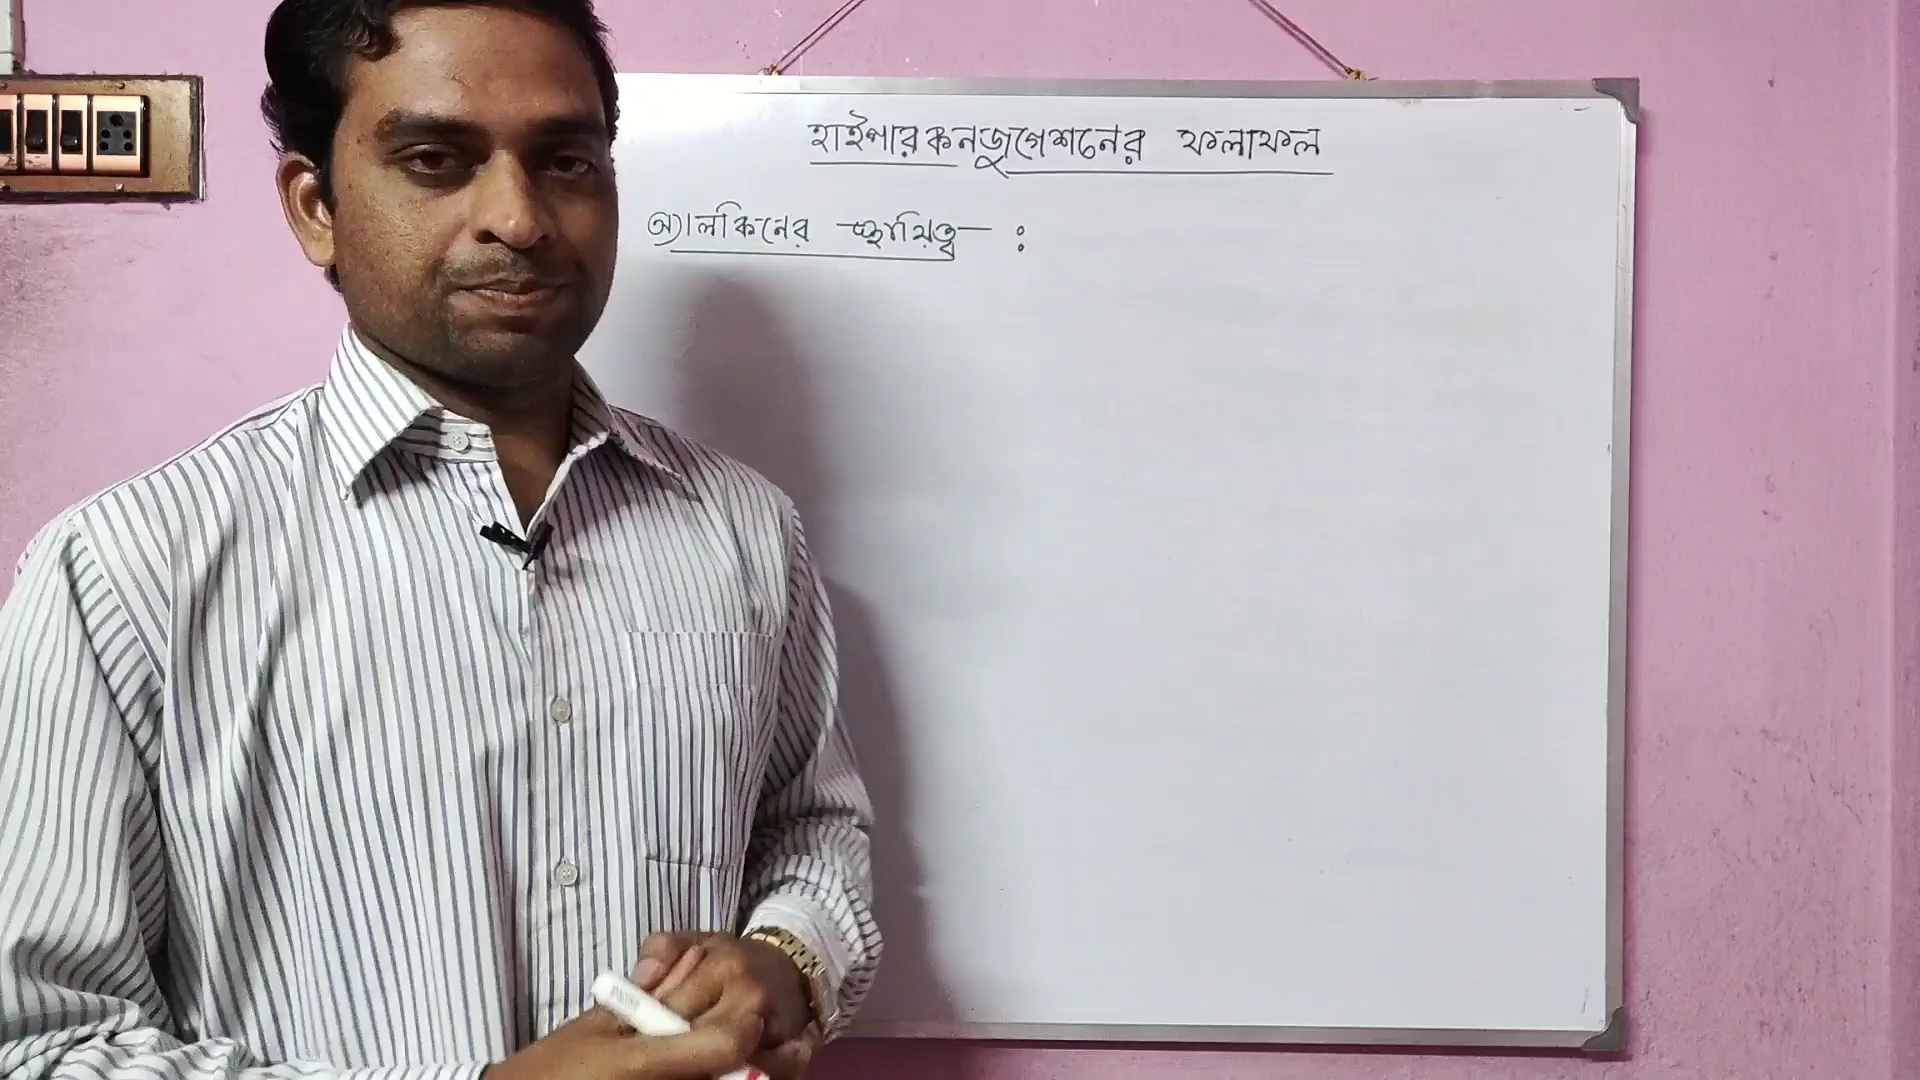 হাইপারকনজুগেশনের ফলাফল
অ্যালকিনের স্থায়িত্ব :